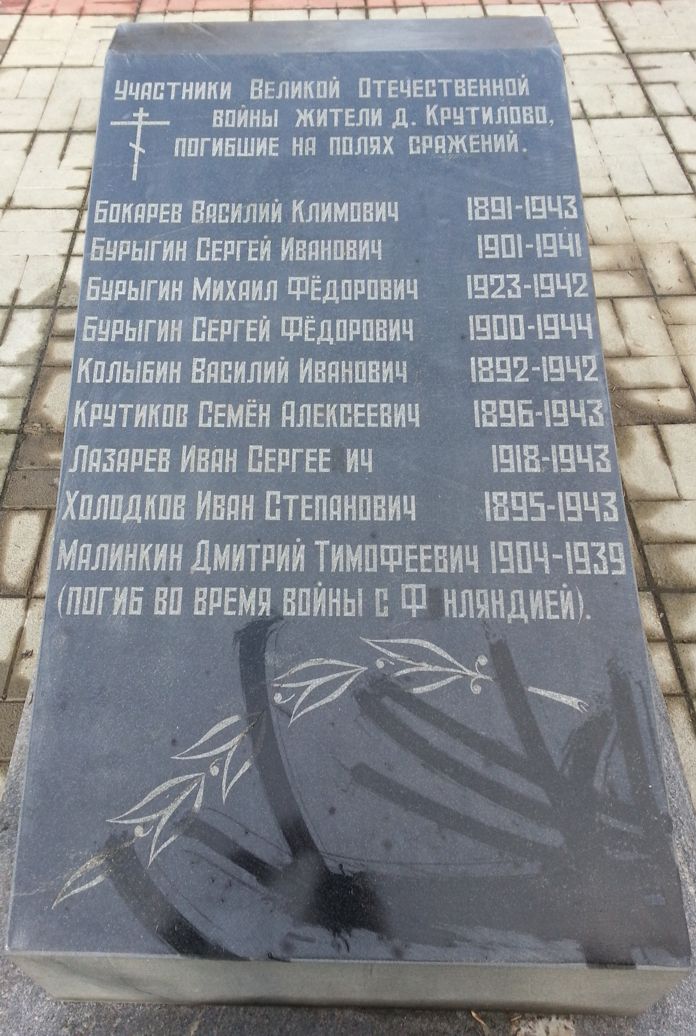 Участники Великой Отечественной
войны жители д. Крутилово,
погибшие на полях сражений.
Бокарев Василий Климович 1891-1943
Бурыгин Сергей Иванович 1901-1941
Бурыгин Михаил Фёдорович 1923-1942
Бурыгин Сергей Фёдорович 1900-1944
Колыбин Василий Иванович 1892-1942
Крутиков Семён Алексеевич 1896-1943
Лазарев Иван Сергее ич 1918-1943
Холодков Иван Степанович 1895-1943
Малинкин Дмитрий Тимофеевич 1904-1939
(погиб во время войны с Ф нляндией).